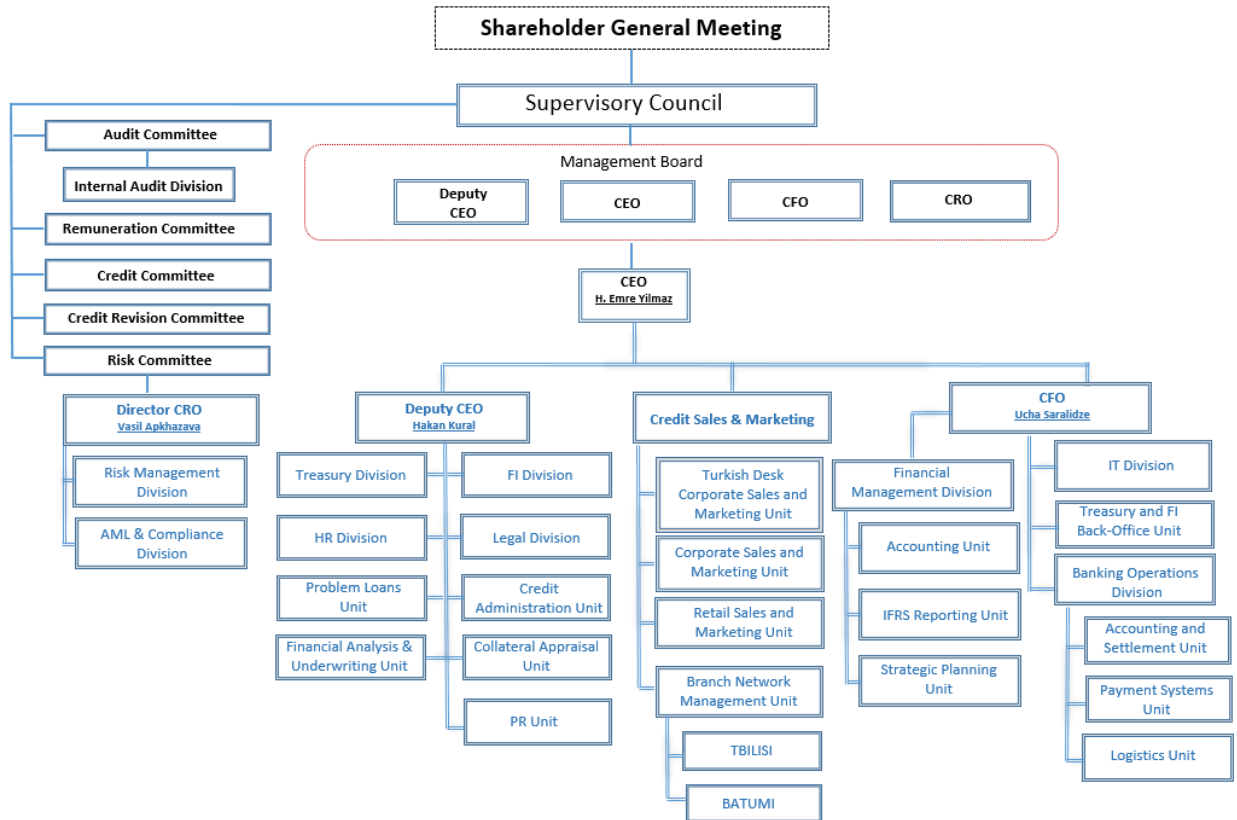 Shareholder General Meeting
Supervisory Council
Audit Committee
Internal Audit Division
Remuneration Committee
Credit Committee
Credit Revision Committee
Risk Committee
Director CRO
Vasil Apkhazava
Risk Management
Division
AML & Compliance
Division
Management Board
Deputy
CEO
CEO
CFO
CRO
CEO
H. Emre Yilmaz
Deputy CEO
Hakan Kural
Treasury Division
FI Division
HR Division
Legal Division
Problem Loans
Unit
Credit
Administration Unit
Financial Analysis &
Underwriting Unit
Collateral Appraisal
Unit
PR Unit
Credit Sales & Marketing
Turkish Desk
Corporate Sales and
Marketing Unit
Corporate Sales and
Marketing Unit
Retail Sales and
Marketing Unit
Branch Network
Management Unit
TBILISI
BATUMI
CFO
Ucha Saralidze
Financial
Management Division
Accounting Unit
IFRS Reporting Unit
Strategic Planning
Unit
IT Division
Treasury and FI
Back-Office Unit
Banking Operations
Division
Accounting and
Settlement Unit
Payment Systems
Unit
Logistics Unit